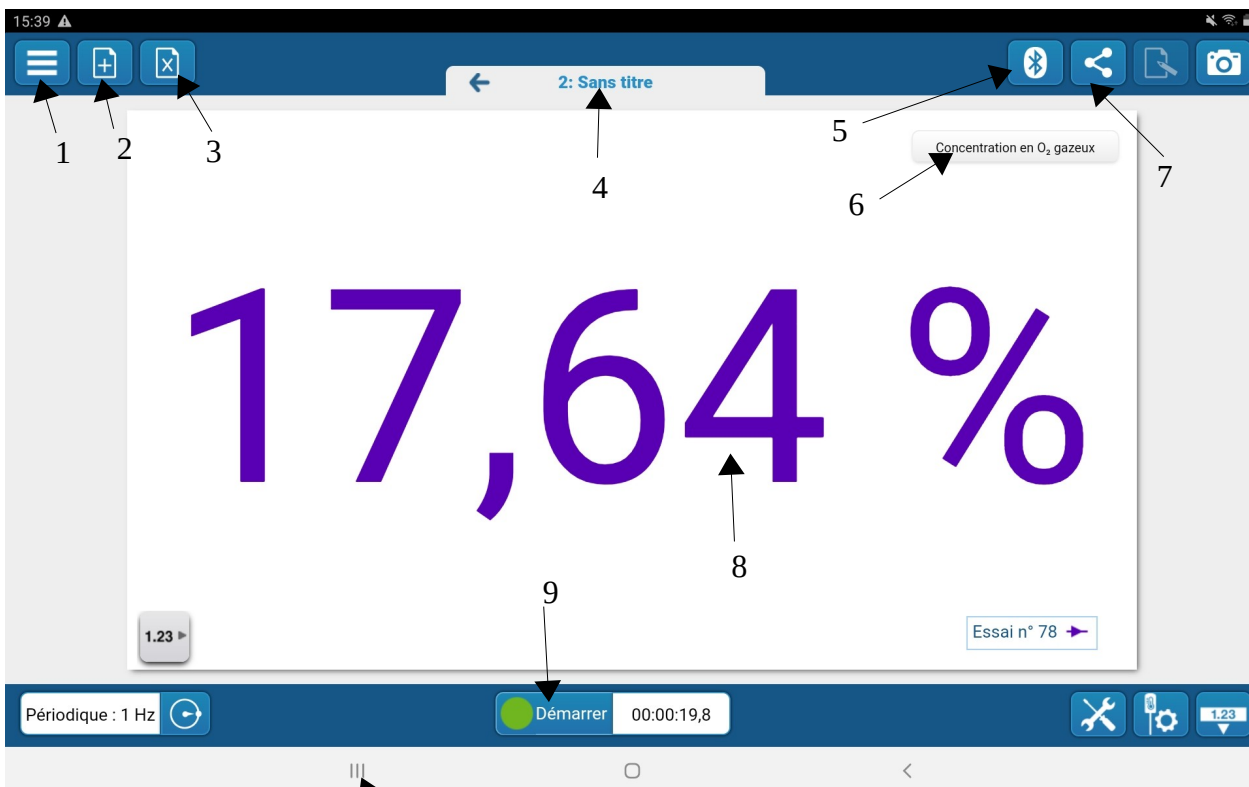 15:39
2: Sans titre
1
2
3
4
5
Concentration en O₂ gazeux
6
7
17,64 %
8
9
1.23
Essai n° 78
Périodique : 1 Hz
Démarrer
00:00:19,8
1.23